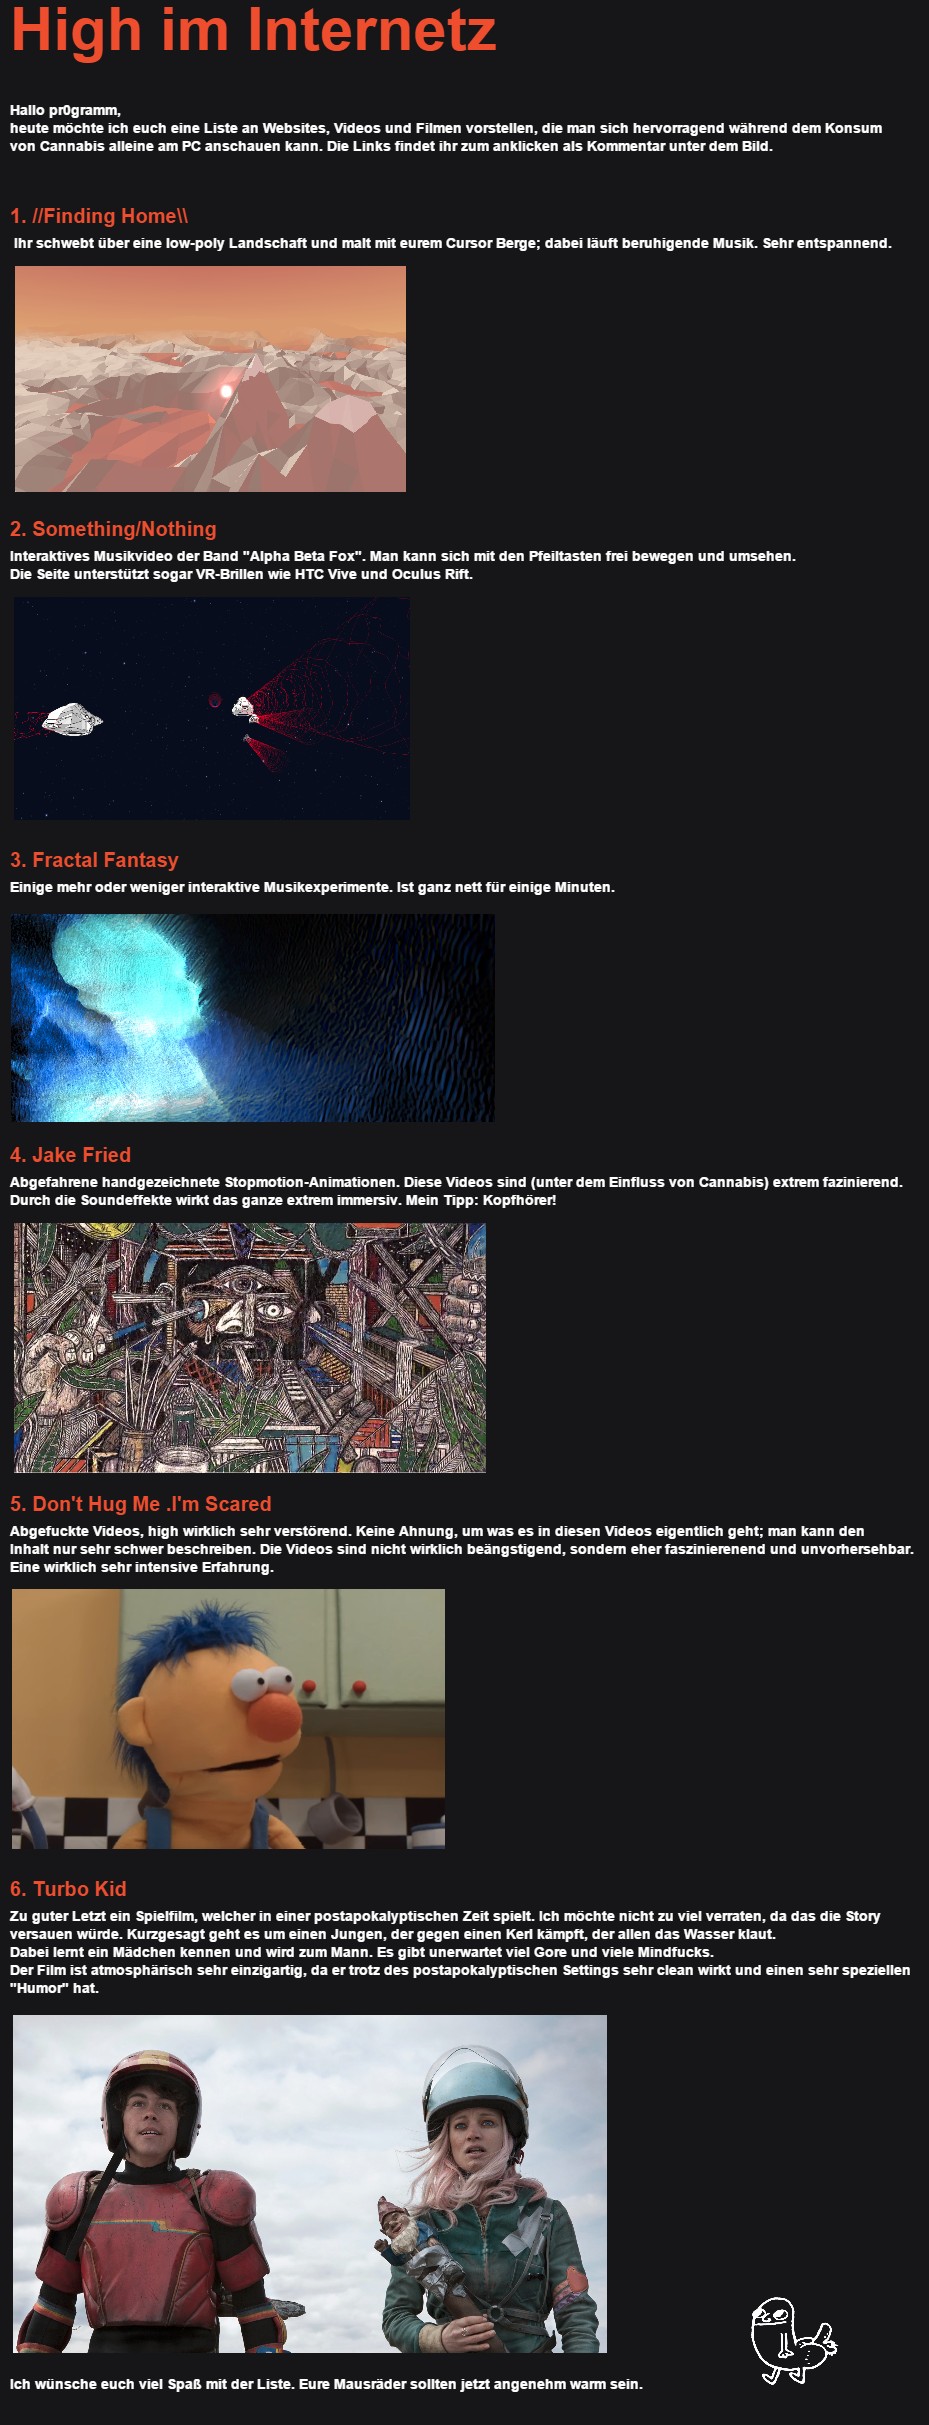 High im Internetz
Hallo pr0gramm,
heute möchte ich euch eine Liste an Websites, Videos und Filmen vorstellen, die man sich hervorragend während dem Konsum
von Cannabis alleine am PC anschauen kann. Die Links findet ihr zum anklicken als Kommentar unter dem Bild.
1. //Finding Home\\
Ihr schwebt über eine low-poly Landschaft und malt mit eurem Cursor Berge; dabei läuft beruhigende Musik. Sehr entspannend.
2. Something/Nothing
Interaktives Musikvideo der Band "Alpha Beta Fox". Man kann sich mit den Pfeiltasten frei bewegen und umsehen.
Die Seite unterstützt sogar VR-Brillen wie HTC Vive und Oculus Rift.
3. Fractal Fantasy
Einige mehr oder weniger interaktive Musikexperimente. Ist ganz nett für einige Minuten.
4. Jake Fried
Abgefahrene handgezeichnete Stopmotion-Animationen. Diese Videos sind (unter dem Einfluss von Cannabis) extrem fazinierend.
Durch die Soundeffekte wirkt das ganze extrem immersiv. Mein Tipp: Kopfhörer!
5. Don't Hug Me .I'm Scared
Abgefuckte Videos, high wirklich sehr verstörend. Keine Ahnung, um was es in diesen Videos eigentlich geht; man kann den
Inhalt nur sehr schwer beschreiben. Die Videos sind nicht wirklich beängstigend, sondern eher faszinierenend und unvorhersehbar.
Eine wirklich sehr intensive Erfahrung.
6. Turbo Kid
Zu guter Letzt ein Spielfilm, welcher in einer postapokalyptischen Zeit spielt. Ich möchte nicht zu viel verraten, da das die Story
versauen würde. Kurzgesagt geht es um einen Jungen, der gegen einen Kerl kämpft, der allen das Wasser klaut.
Dabei lernt ein Mädchen kennen und wird zum Mann. Es gibt unerwartet viel Gore und viele Mindfucks.
Der Film ist atmosphärisch sehr einzigartig, da er trotz des postapokalyptischen Settings sehr clean wirkt und einen sehr speziellen
"Humor" hat.
Ich wünsche euch viel Spaß mit der Liste. Eure Mausräder sollten jetzt angenehm warm sein.